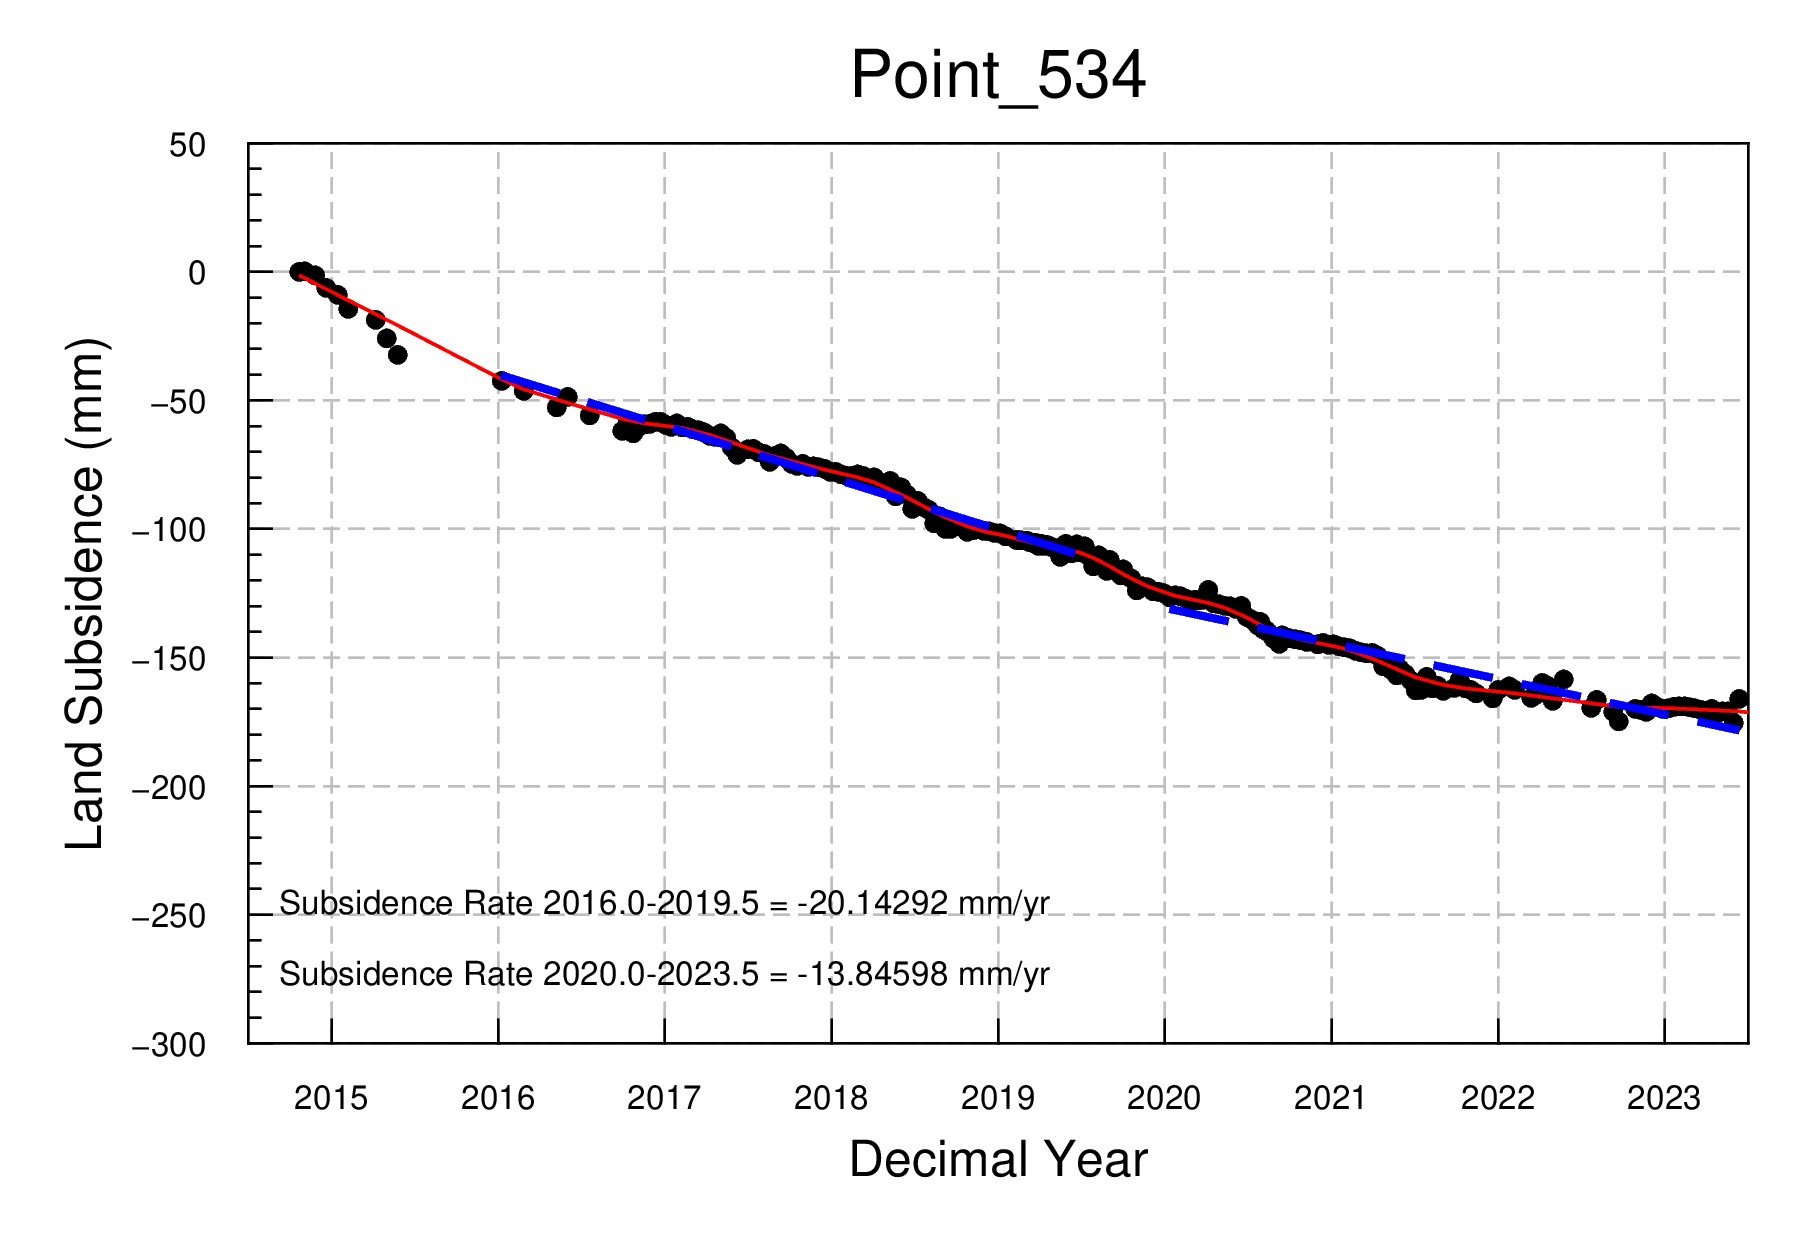 Point_534
50
0
−50
−100
−150
−200
−250
−300
Land Subsidence (mm)
Subsidence Rate 2016.0-2019.5 = -20.14292 mm/yr
Subsidence Rate 2020.0-2023.5 = -13.84598 mm/yr
2015 2016 2017 2018 2019 2020 2021 2022 2023
Decimal Year